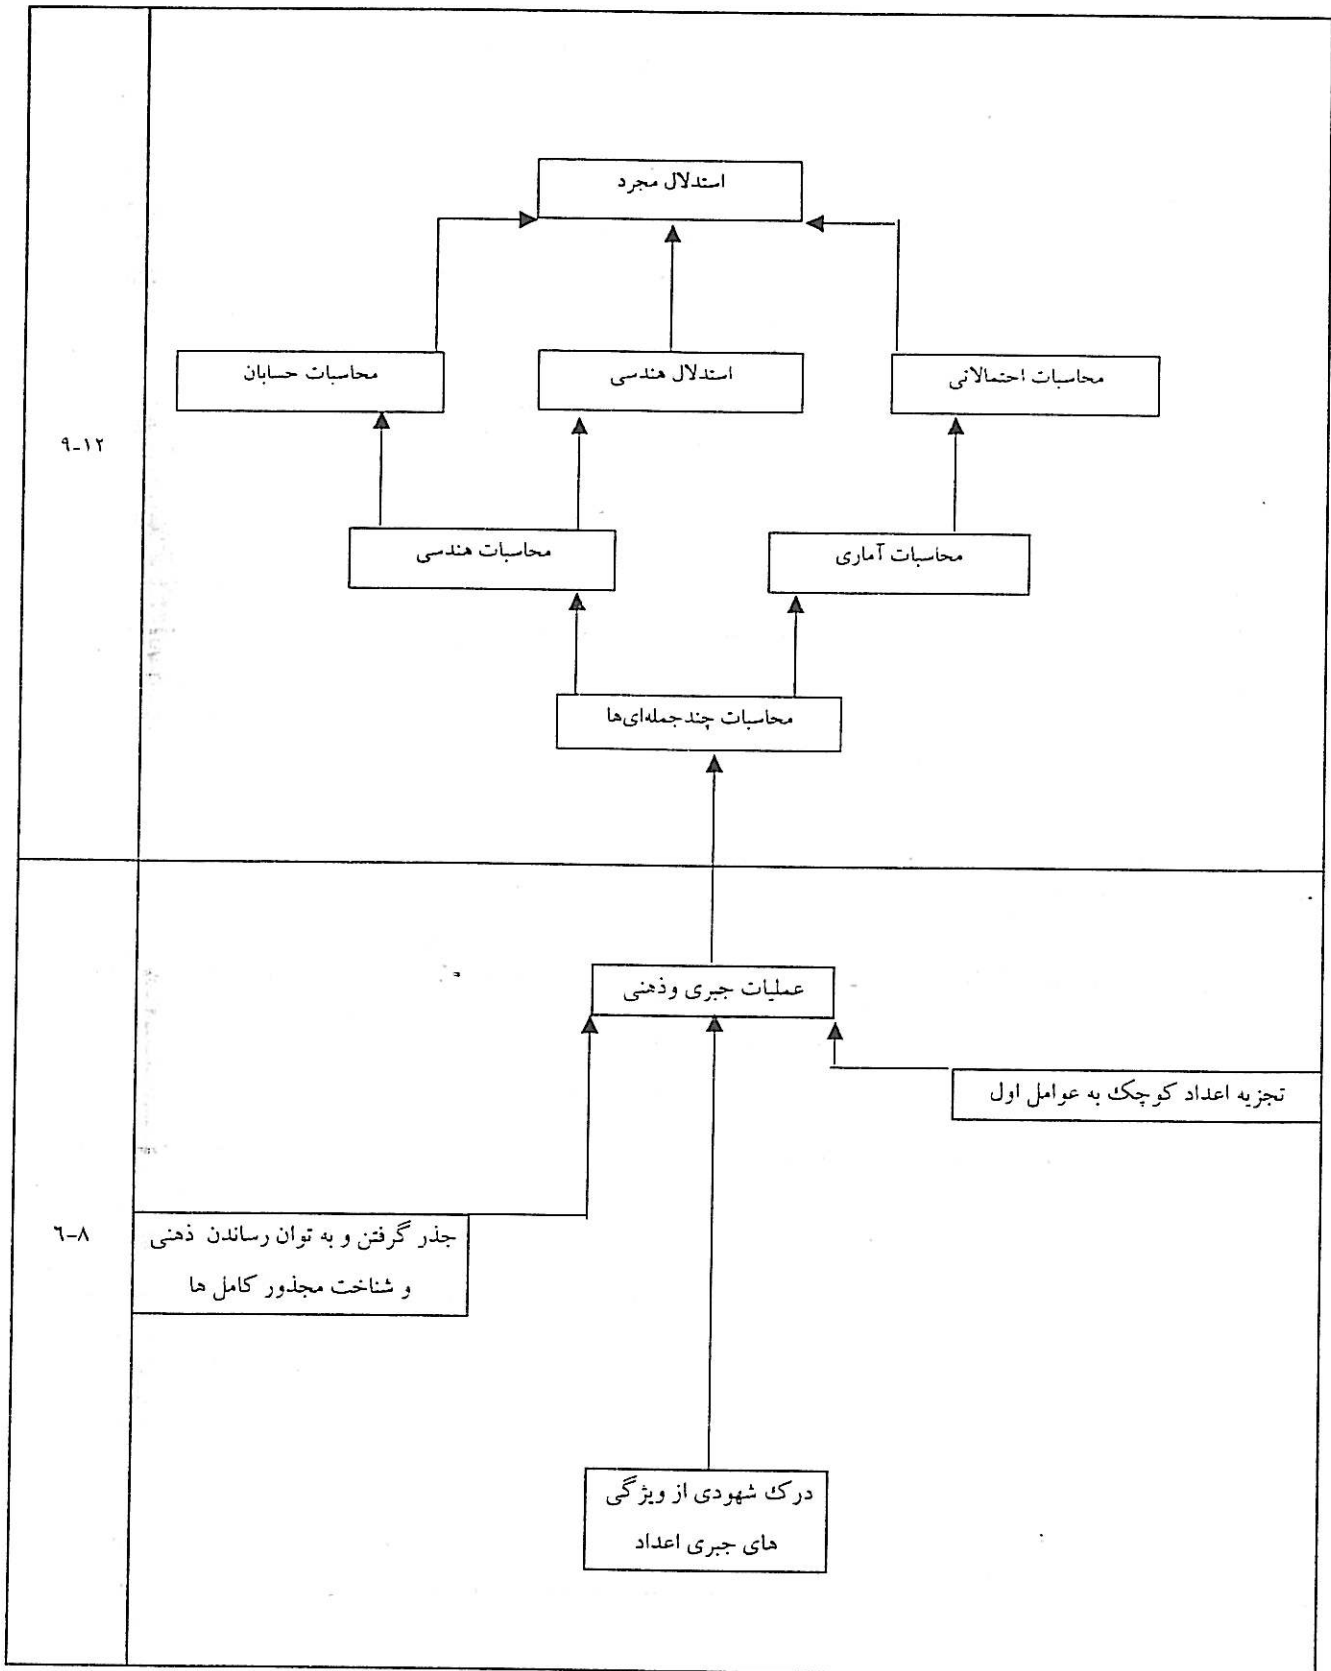 استدلال مجرد
محاسبات احتمالاتی
استدلال هندسی
محاسبات حسابان
۹-۱۲
محاسبات آماری
محاسبات هندسی
محاسبات چندجمله‌ای‌ها
عملیات جبری وذهنی
تجزیه اعداد کوچک به عوامل اول
جذر گرفتن و به توان رساندن ذهنی
و شناخت مجذور کامل ها
۶-۸
درک شهودی از ویژگی
های جبری اعداد